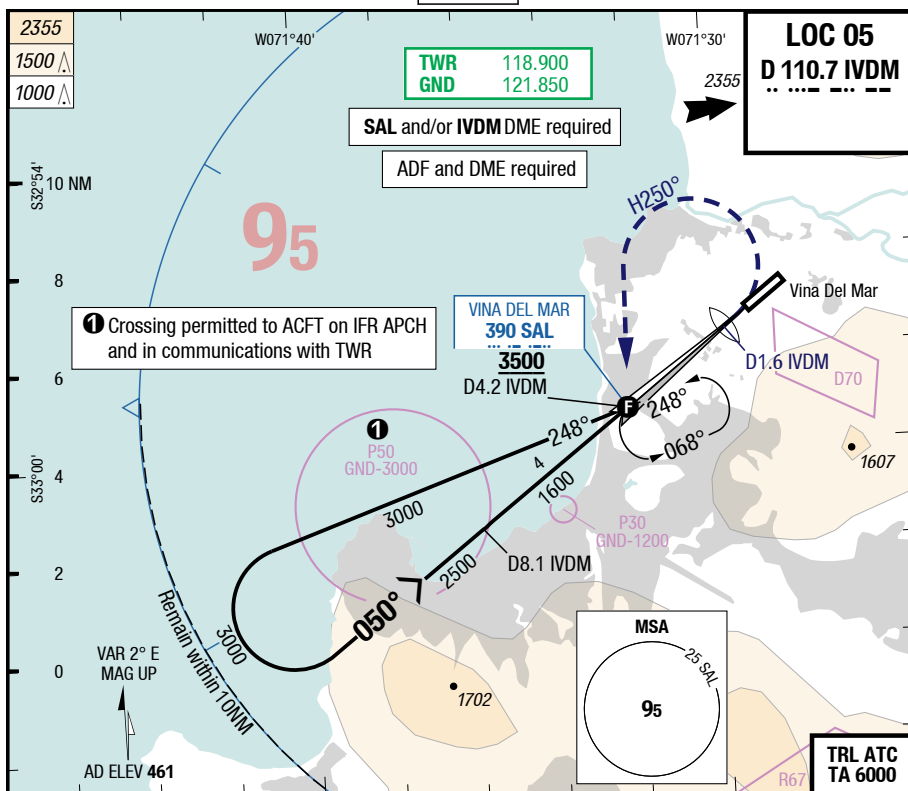 2355
1500
1000
W071°40'
W071°30'
TWR 118.900
GND 121.850
SAL and/or IVDM DME required
ADF and DME required
2355
LOC 05
D 110.7 IVDM
S32°54'
10 NM
8
6
4
2
0
S33°00'
95
H250°
❶ Crossing permitted to ACFT on IFR APCH
and in communications with TWR
VINA DEL MAR
390 SAL
3500
D4.2 IVDM
Vina Del Mar
D1.6 IVDM
D70
F
248°
068°
1607
❶
P50
GND-3000
248°
4
1600
3000
P30
GND-1200
D8.1 IVDM
2500
050°
3000
Remain within 10NM
1702
VAR 2° E
MAG UP
AD ELEV 461
MSA
25 SAL
95
R67
TRL ATC
TA 6000